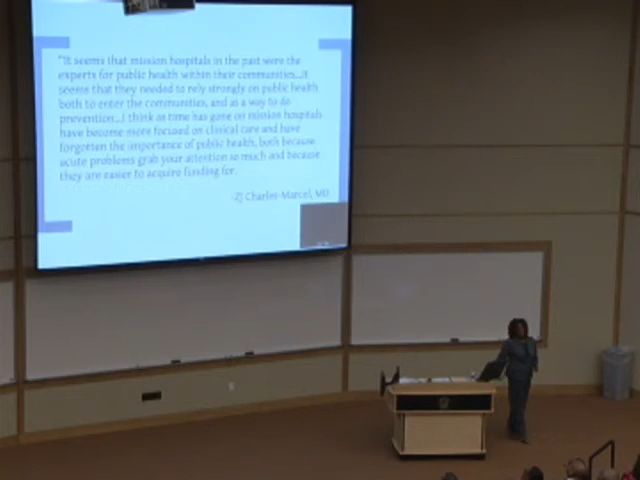 "It seems that mission hospitals in the past were the
experts for public health within their communities...it
seems that they needed to rely strongly on public health
both to enter the communities, and as a way to do
prevention...I think as time has gone on mission hospitals
have become more focused on clinical care and have
forgotten the importance of public health, both because
acute problems grab your attention so much and because
they are easier to acquire funding for.
-ZJ Charles-Marcel, MD